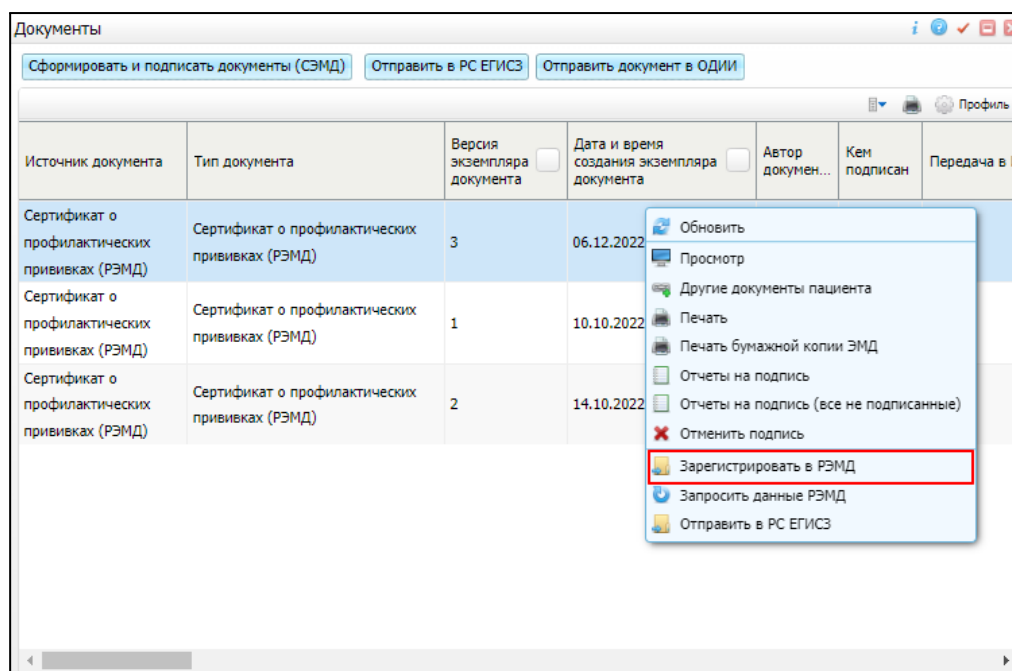 Документы
Сформировать и подписать документы (СЭМД) Отправить в РС ЕГИСЗ Отправить документ в ОДИИ
Профиль
Источник документа
Тип документа
Версия
экземпляра
документа
Дата и время
создания экземпляра
документа
Автор
докумен...
Кем
подписан
Передача в
Сертификат о
профилактических
прививках (РЭМД)
Сертификат о профилактических
прививках (РЭМД)
3
06.12.2022
Сертификат о
профилактических
прививках (РЭМД)
Сертификат о профилактических
прививках (РЭМД)
1
10.10.2022
Сертификат о
профилактических
прививках (РЭМД)
Сертификат о профилактических
прививках (РЭМД)
2
14.10.2022
Обновить
Просмотр
Другие документы пациента
Печать
Печать бумажной копии ЭМД
Отчеты на подпись
Отчеты на подпись (все не подписанные)
Отменить подпись
Зарегистрировать в РЭМД
Запросить данные РЭМД
Отправить в РС ЕГИСЗ